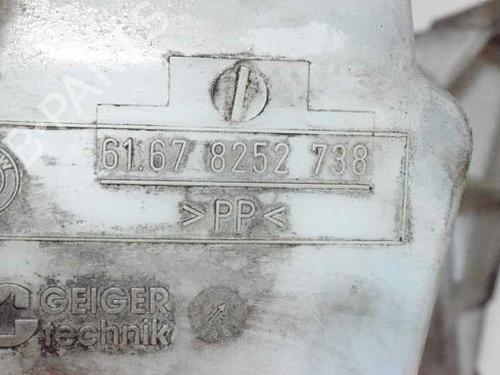 61.67 8252 738
>PP<
GEIGER
technik